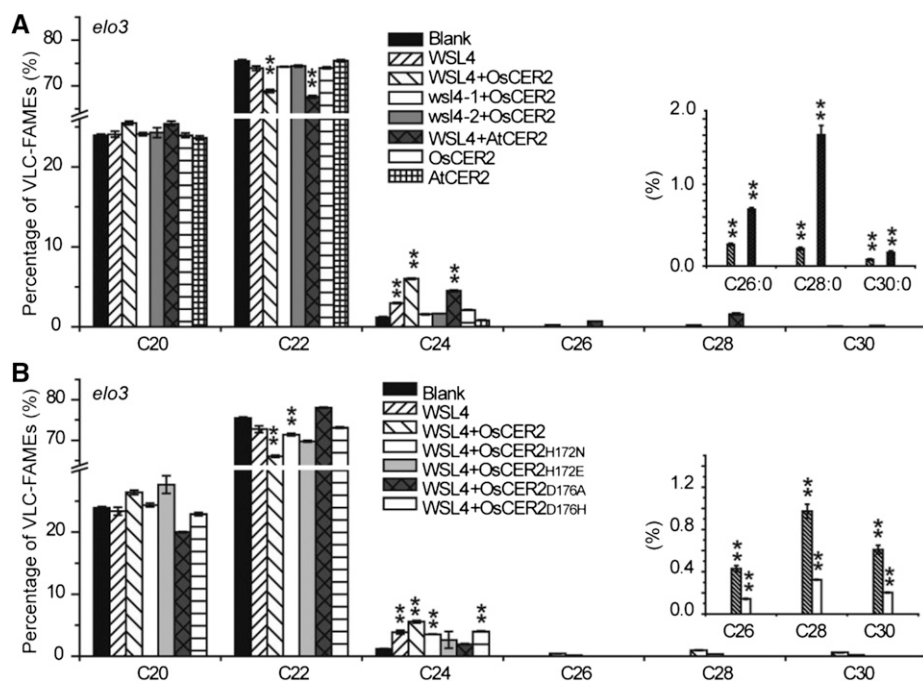 A
elo3
Percentage of VLC-FAMEs (%)
75
70
20
10
0
C20
C22
C24
C26
C28
C30
Blank
WSL4
WSL4+OsCER2
wsl4-1+OsCER2
wsl4-2+OsCER2
WSL4+AtCER2
OsCER2
AtCER2
(%)
2.0
1.0
0.0
C26:0
C28:0
C30:0
**
**
**
**
**
**
**
**
**
**
**
B
elo3
Percentage of VLC-FAMEs (%)
80
70
20
10
0
C20
C22
C24
C26
C28
C30
Blank
WSL4
WSL4+OsCER2
WSL4+OsCER2H172N
WSL4+OsCER2H172E
WSL4+OsCER2D176A
WSL4+OsCER2D176H
(%)
1.2
0.8
0.4
0.0
C26
C28
C30
**
**
**
**
**
**
**
**
**
**
**
**